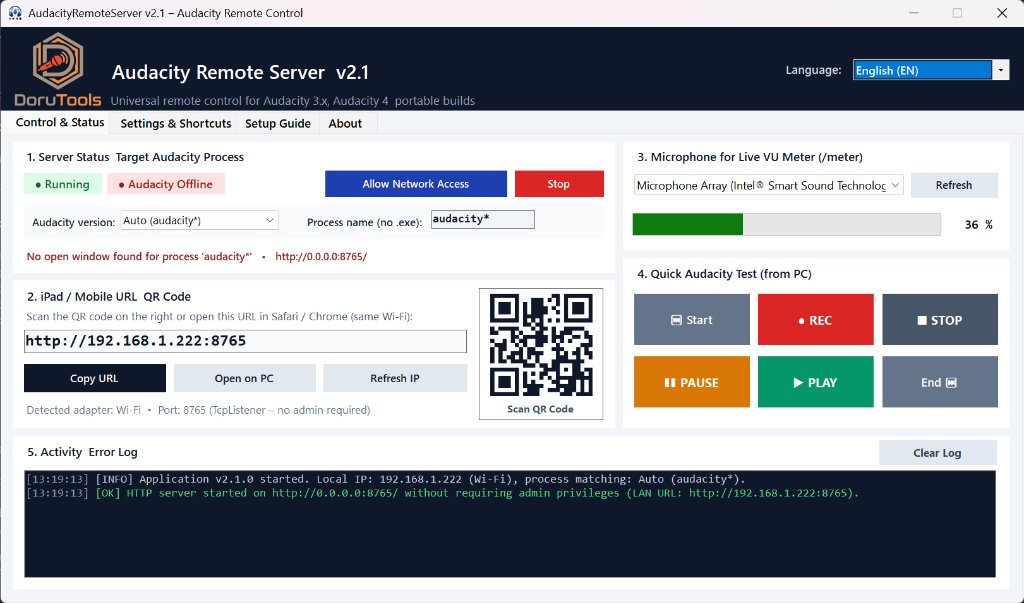 AudacityRemoteServer v2.1 – Audacity Remote Control
DoruTools
Audacity Remote Server v2.1
Universal remote control for Audacity 3.x, Audacity 4 portable builds
Language: English (EN)
Control & Status Settings & Shortcuts Setup Guide About
1. Server Status Target Audacity Process
● Running ● Audacity Offline Allow Network Access Stop
Audacity version: Auto (audacity*) Process name (no .exe): audacity*
No open window found for process 'audacity*' • http://0.0.0.0:8765/
2. iPad / Mobile URL QR Code
Scan the QR code on the right or open this URL in Safari / Chrome (same Wi-Fi):
http://192.168.1.222:8765
Copy URL Open on PC Refresh IP
Detected adapter: Wi-Fi • Port: 8765 (TcpListener – no admin required)
Scan QR Code
3. Microphone for Live VU Meter (/meter)
Microphone Array (Intel® Smart Sound Technolog Refresh
36 %
4. Quick Audacity Test (from PC)
⏮ Start ● REC ■ STOP
⏸ PAUSE ▶ PLAY End ⏭
5. Activity Error Log
Clear Log
[13:19:13] [INFO] Application v2.1.0 started. Local IP: 192.168.1.222 (Wi-Fi), process matching: Auto (audacity*).
[13:19:13] [OK] HTTP server started on http://0.0.0.0:8765/ without requiring admin privileges (LAN URL: http://192.168.1.222:8765).